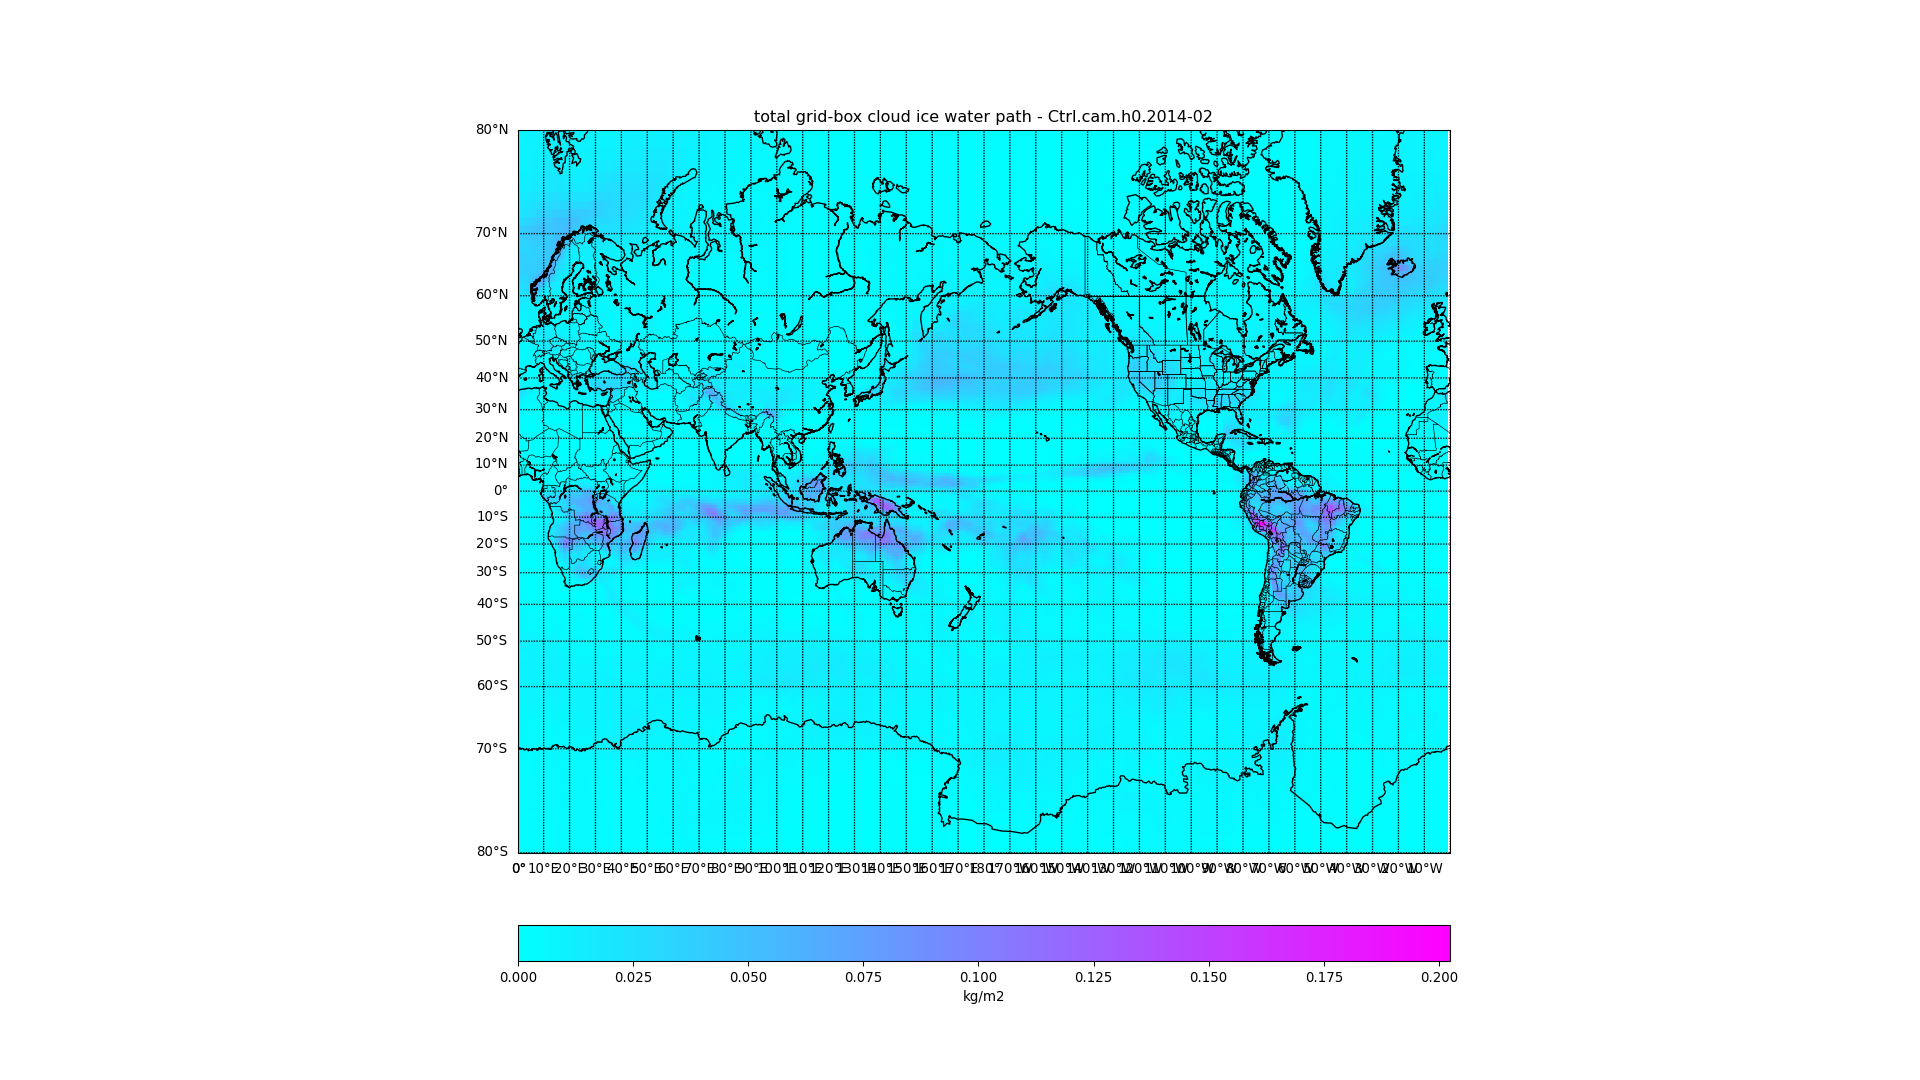 total grid-box cloud ice water path - Ctrl.cam.h0.2014-02
80°N
70°N
60°N
50°N
40°N
30°N
20°N
10°N
0°
10°S
20°S
30°S
40°S
50°S
60°S
70°S
80°S
0° 10°E 20°E 30°E 40°E 50°E 60°E 70°E 80°E 90°E 100°E 110°E 120°E 130°E 140°E 150°E 160°E 170°E 180° 170°W 160°W 150°W 140°W 130°W 120°W 110°W 100°W 90°W 80°W 70°W 60°W 50°W 40°W 30°W 20°W 10°W
0.000 0.025 0.050 0.075 0.100 0.125 0.150 0.175 0.200
kg/m2